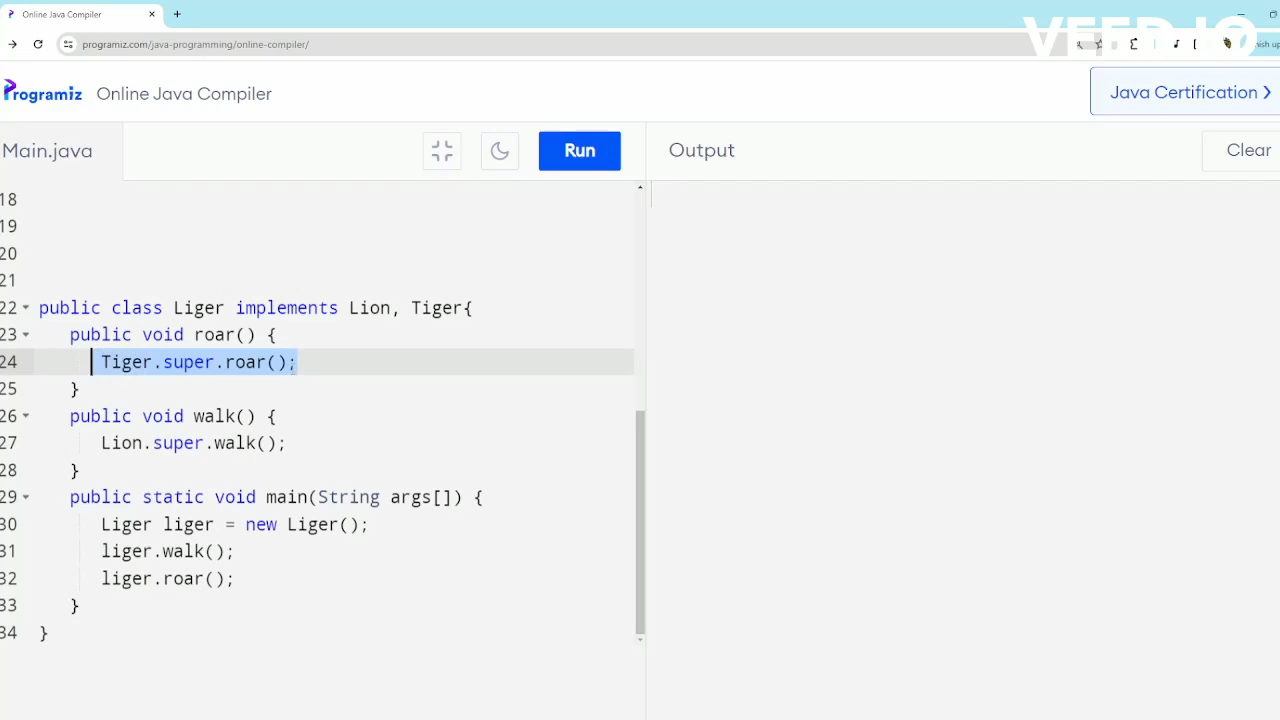 Online Java Compiler
VEED.IO
programiz.com/java-programming/online-compiler/
Programiz
Online Java Compiler
Java Certification
Main.java
Run
Output
Clear
18
19
20
21
22 public class Liger implements Lion, Tiger{
23 public void roar() {
24 Tiger.super.roar();
25 }
26 public void walk() {
27 Lion.super.walk();
28 }
29 public static void main(String args[]) {
30 Liger liger = new Liger();
31 liger.walk();
32 liger.roar();
33 }
34 }